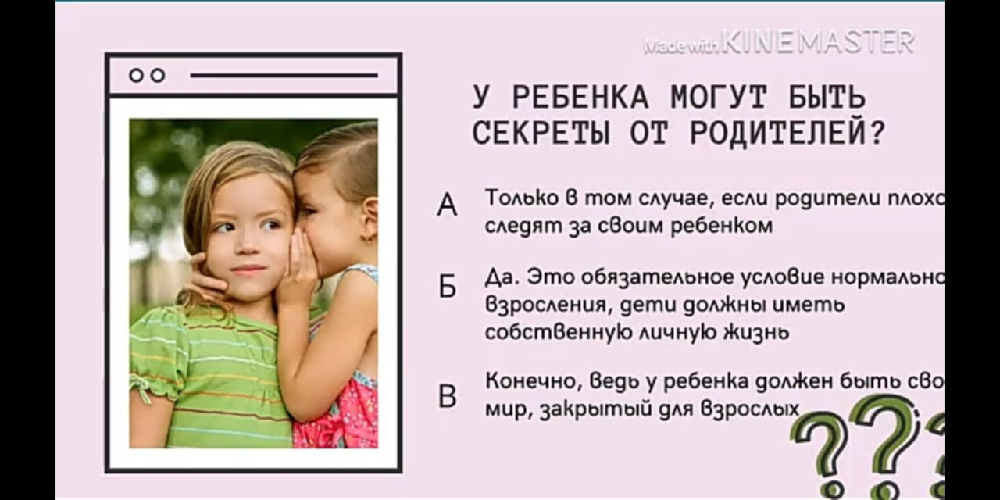 Made with KINEMASTER
У РЕБЕНКА МОГУТ БЫТЬ
СЕКРЕТЫ ОТ РОДИТЕЛЕЙ?
А
Только в том случае, если родители плохо
следят за своим ребенком
Б
Да. Это обязательное условие нормально
взросления, дети должны иметь
собственную личную жизнь
В
Конечно, ведь у ребенка должен быть сво
мир, закрытый для взрослых
???